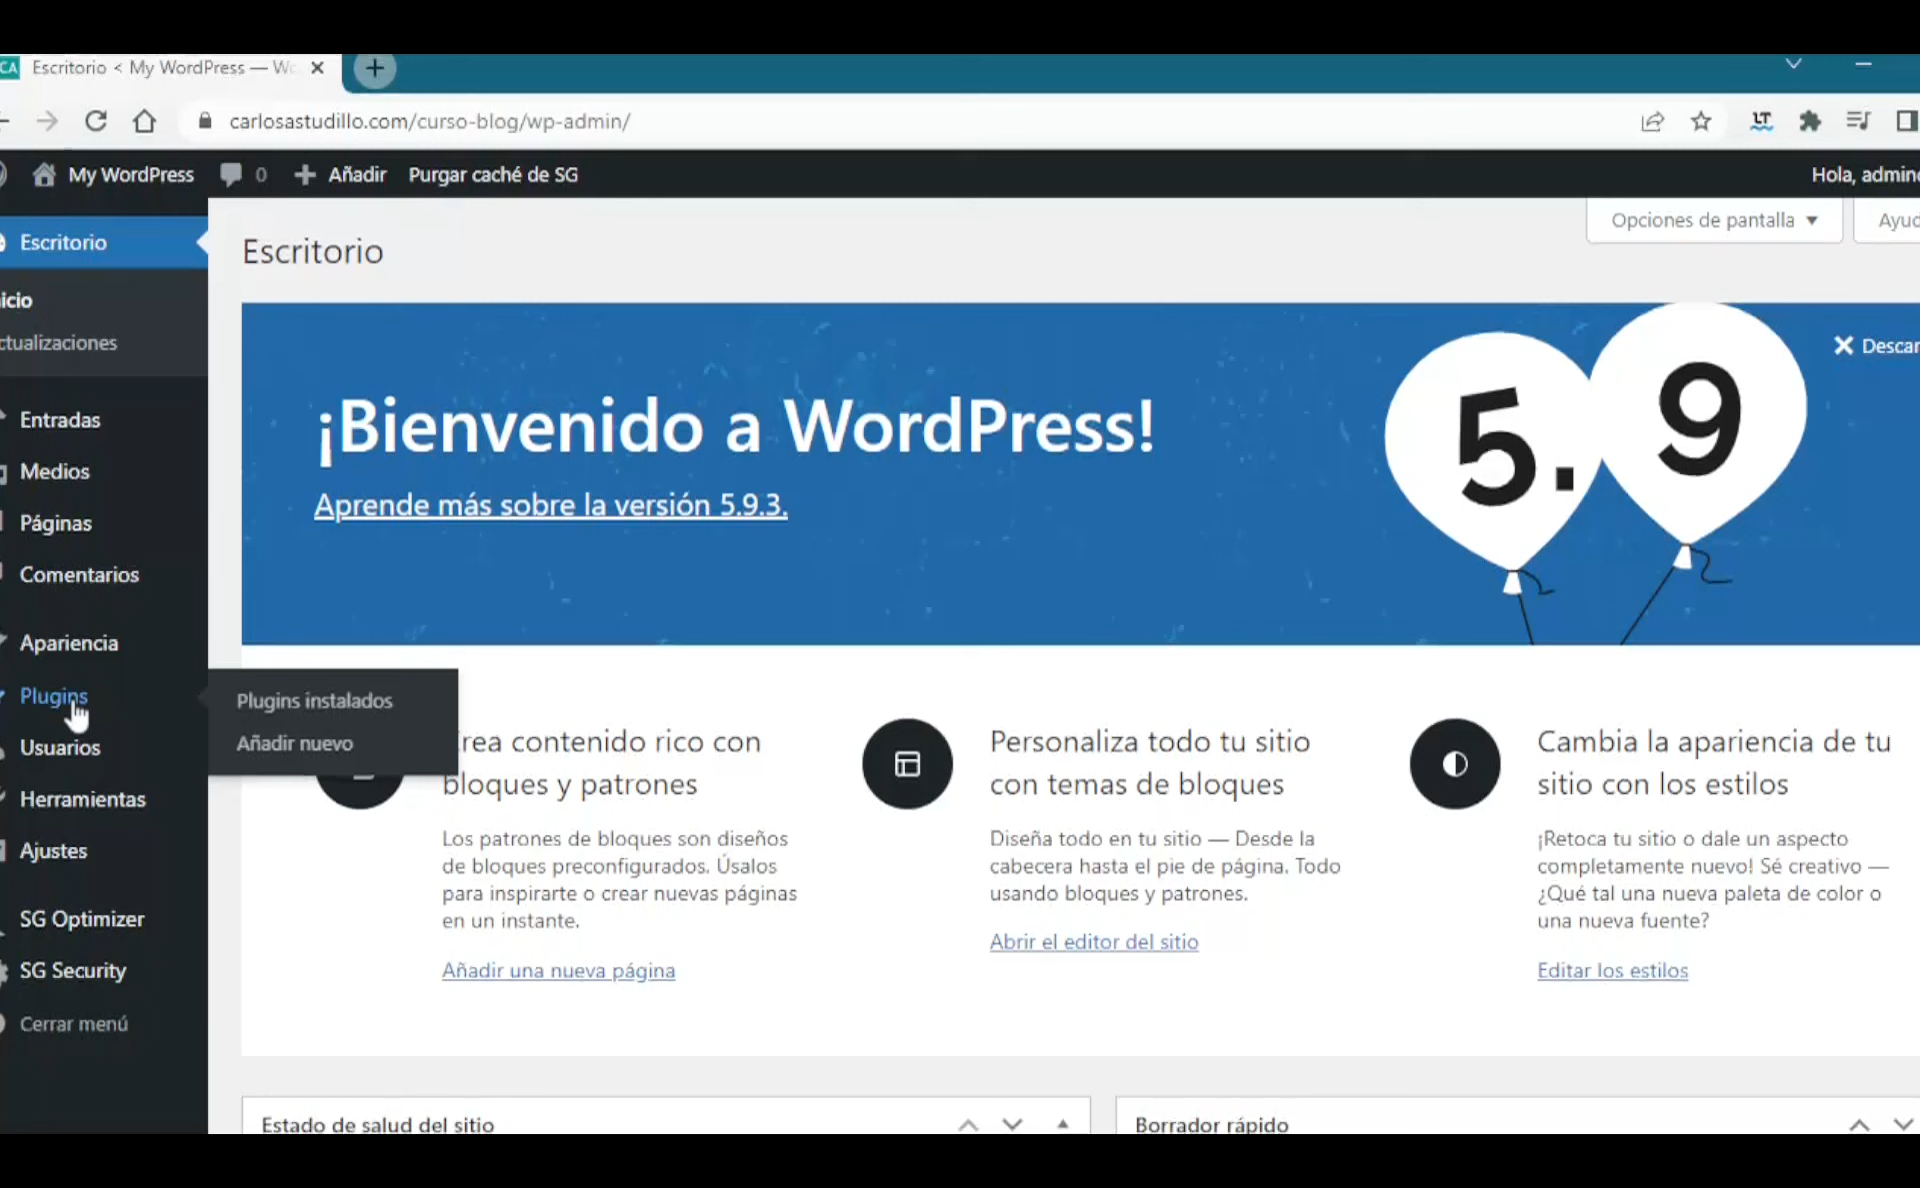 CA Escritorio < My WordPress — Wo
carlosastudillo.com/curso-blog/wp-admin/
LT
My WordPress 0 + Añadir Purgar caché de SG
Hola, admin
Escritorio
icio
ctualizaciones
Entradas
Medios
Páginas
Comentarios
Apariencia
Plugins
Usuarios
Herramientas
Ajustes
SG Optimizer
SG Security
Cerrar menú
Plugins instalados
Añadir nuevo
Opciones de pantalla ▼
Ayud
Escritorio
Descar
¡Bienvenido a WordPress!
Aprende más sobre la versión 5.9.3.
5.9
rea contenido rico con
bloques y patrones
Los patrones de bloques son diseños
de bloques preconfigurados. Úsalos
para inspirarte o crear nuevas páginas
en un instante.
Añadir una nueva página
Personaliza todo tu sitio
con temas de bloques
Diseña todo en tu sitio — Desde la
cabecera hasta el pie de página. Todo
usando bloques y patrones.
Abrir el editor del sitio
Cambia la apariencia de tu
sitio con los estilos
¡Retoca tu sitio o dale un aspecto
completamente nuevo! Sé creativo —
¿Qué tal una nueva paleta de color o
una nueva fuente?
Editar los estilos
Estado de salud del sitio
Borrador rápido